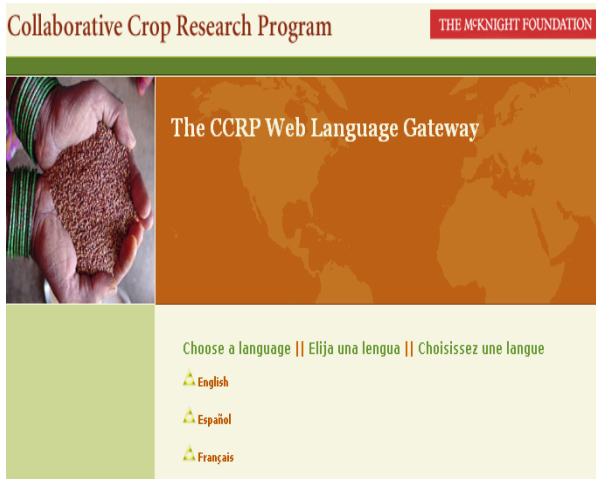 Collaborative Crop Research Program
THE McKNIGHT FOUNDATION
The CCRP Web Language Gateway
Choose a language || Elija una lengua || Choisissez une langue
English
Español
Français